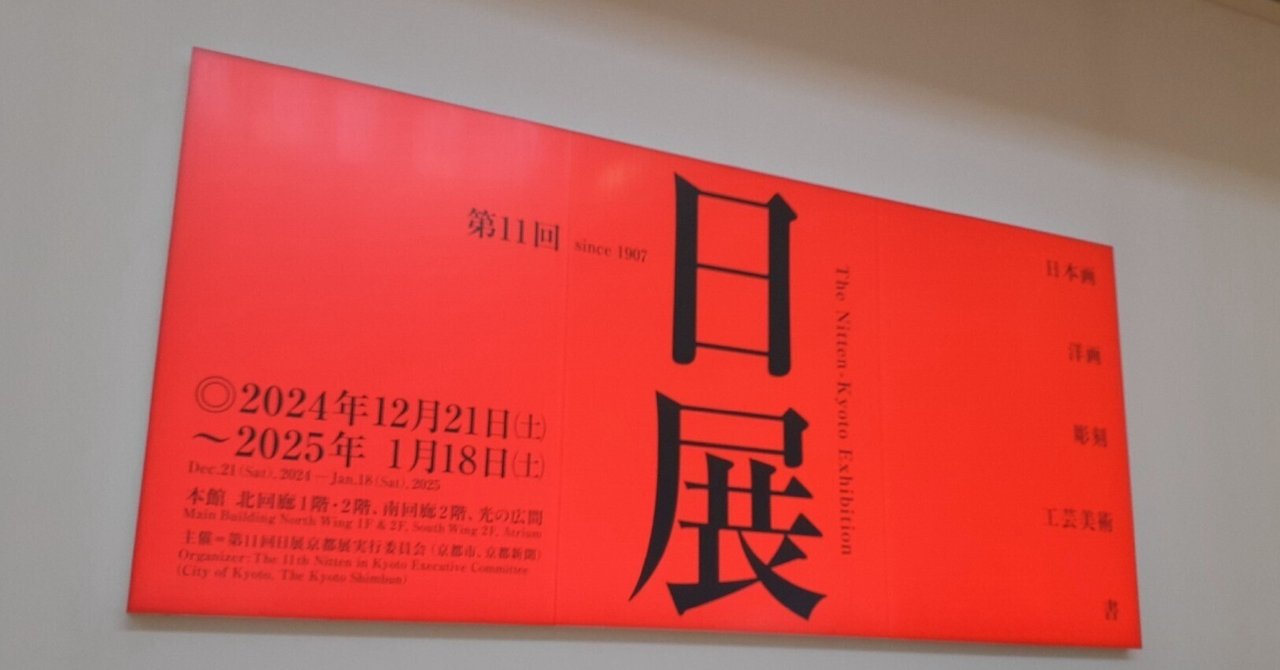 第11回 since 1907
日展
The Nitten・Kyoto Exhibition
日本画
洋画
彫刻
工芸美術
書
◎2024年12月21日(土)
〜2025年 1月18日(土)
Dec.21(Sat), 2024 — Jan.18(Sat), 2025
本館 北回廊1階・2階、南回廊2階、光の広間
Main Building North Wing 1F & 2F, South Wing 2F, Atrium
主催=第11回日展京都展実行委員会(京都市、京都新聞)
Organizer: The 11th Nitten in Kyoto Executive Committee
(City of Kyoto, The Kyoto Shimbun)